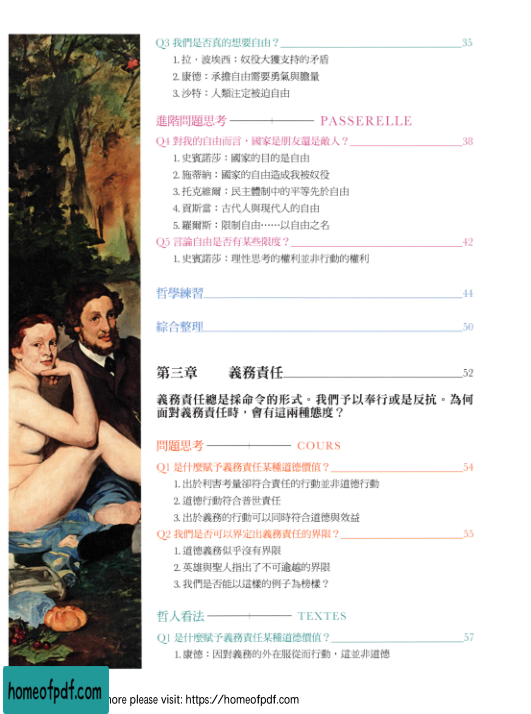 Q3 我們是否真的想要自由？ 35
1. 拉．波埃西：奴役大獲支持的矛盾
2. 康德：承擔自由需要勇氣與膽量
3. 沙特：人類注定被迫自由
進階問題思考 PASSERELLE
Q4 對我的自由而言，國家是朋友還是敵人？ 38
1. 史賓諾莎：國家的目的是自由
2. 施蒂納：國家的自由造成我被奴役
3. 托克維爾：民主體制中的平等先於自由
4. 貢斯當：古代人與現代人的自由
5. 羅爾斯：限制自由……以自由之名
Q5 言論自由是否有某些限度？ 42
1. 史賓諾莎：理性思考的權利並非行動的權利
哲學練習 44
綜合整理 50
第三章 義務責任 52
義務責任總是採命令的形式。我們予以奉行或是反抗。為何
面對義務責任時，會有這兩種態度？
問題思考 COURS
Q1 是什麼賦予義務責任某種道德價值？ 54
1. 出於利害考量卻符合責任的行動並非道德行動
2. 道德行動符合普世責任
3. 出於義務的行動可以同時符合道德與效益
Q2 我們是否可以界定出義務責任的界限？ 55
1. 道德義務似乎沒有界限
2. 英雄與聖人指出了不可逾越的界限
3. 我們是否能以這樣的例子為榜樣？
哲人看法 TEXTES
Q1 是什麼賦予義務責任某種道德價值？ 57
1. 康德：因對義務的外在服從而行動，這並非道德
homeofpdf.com
more please visit: https://homeofpdf.com